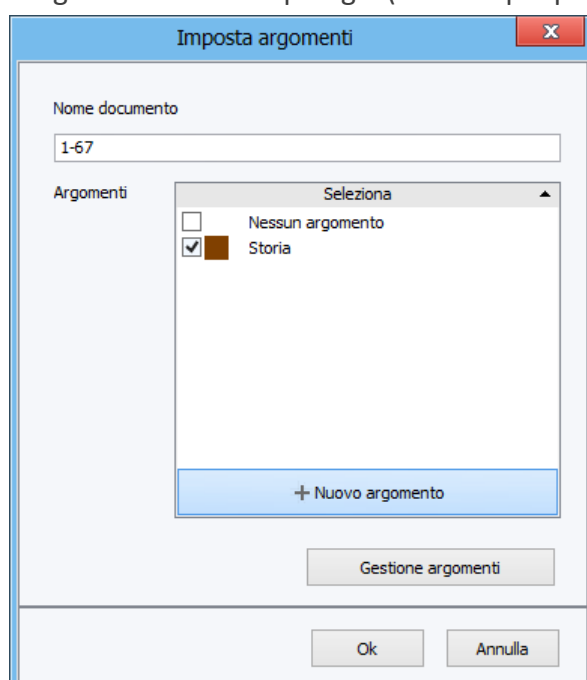 Imposta argomenti
x
Nome documento
1-67
Argomenti
Seleziona
Nessun argomento
Storia
+ Nuovo argomento
Gestione argomenti
Ok
Annulla